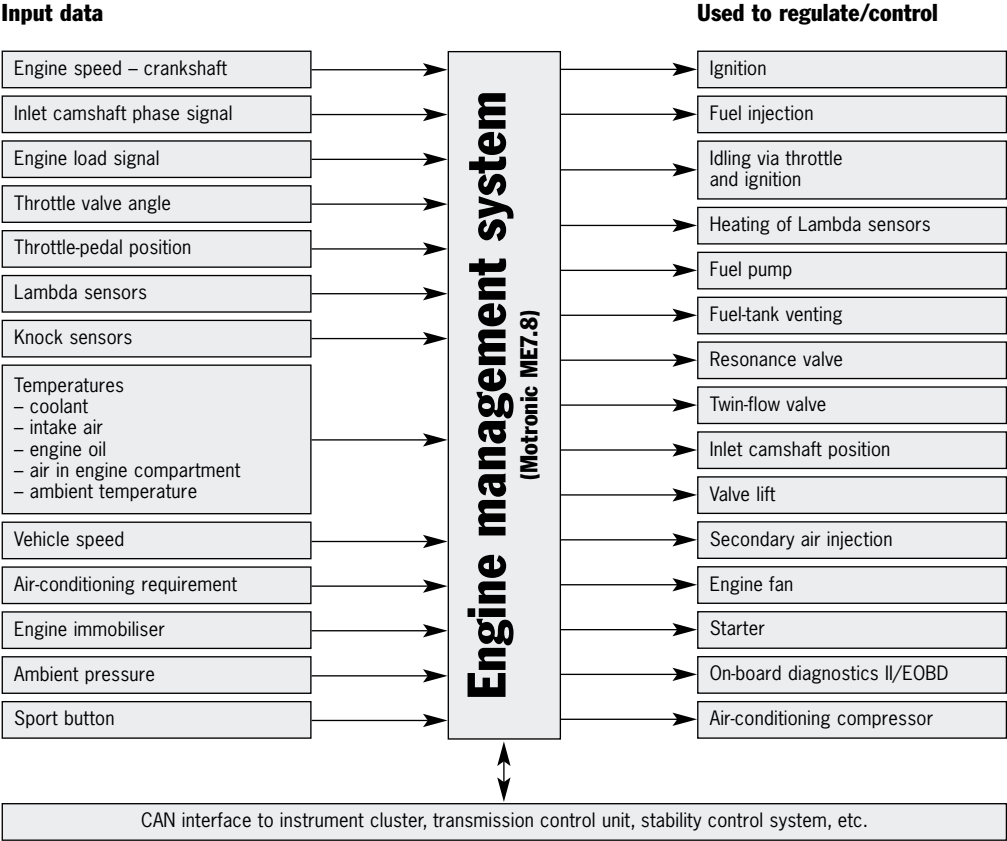 Input data
Engine speed – crankshaft
Inlet camshaft phase signal
Engine load signal
Throttle valve angle
Throttle-pedal position
Lambda sensors
Knock sensors
Temperatures
– coolant
– intake air
– engine oil
– air in engine compartment
– ambient temperature
Vehicle speed
Air-conditioning requirement
Engine immobiliser
Ambient pressure
Sport button
Engine management system
(Motronic ME7.8)
Used to regulate/control
Ignition
Fuel injection
Idling via throttle
and ignition
Heating of Lambda sensors
Fuel pump
Fuel-tank venting
Resonance valve
Twin-flow valve
Inlet camshaft position
Valve lift
Secondary air injection
Engine fan
Starter
On-board diagnostics II/EOBD
Air-conditioning compressor
CAN interface to instrument cluster, transmission control unit, stability control system, etc.